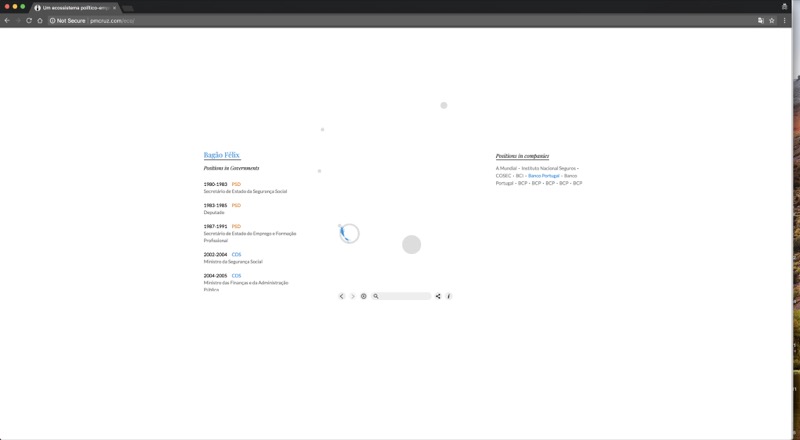 Um ecossistema político-em
Not Secure
pmcruz.com/eco/
Bagão Félix
Positions in Governments
1980-1983 PSD
Secretário de Estado da Segurança Social
1983-1985 PSD
Deputado
1987-1991 PSD
Secretário de Estado do Emprego e Formação
Profissional
2002-2004 CDS
Ministro da Segurança Social
2004-2005 CDS
Ministro das Finanças e da Administração
Pública
Positions in companies
A Mundial – Instituto Nacional Seguros –
COSEC – BCI – Banco Portugal – Banco
Portugal – BCP – BCP – BCP – BCP – BCP